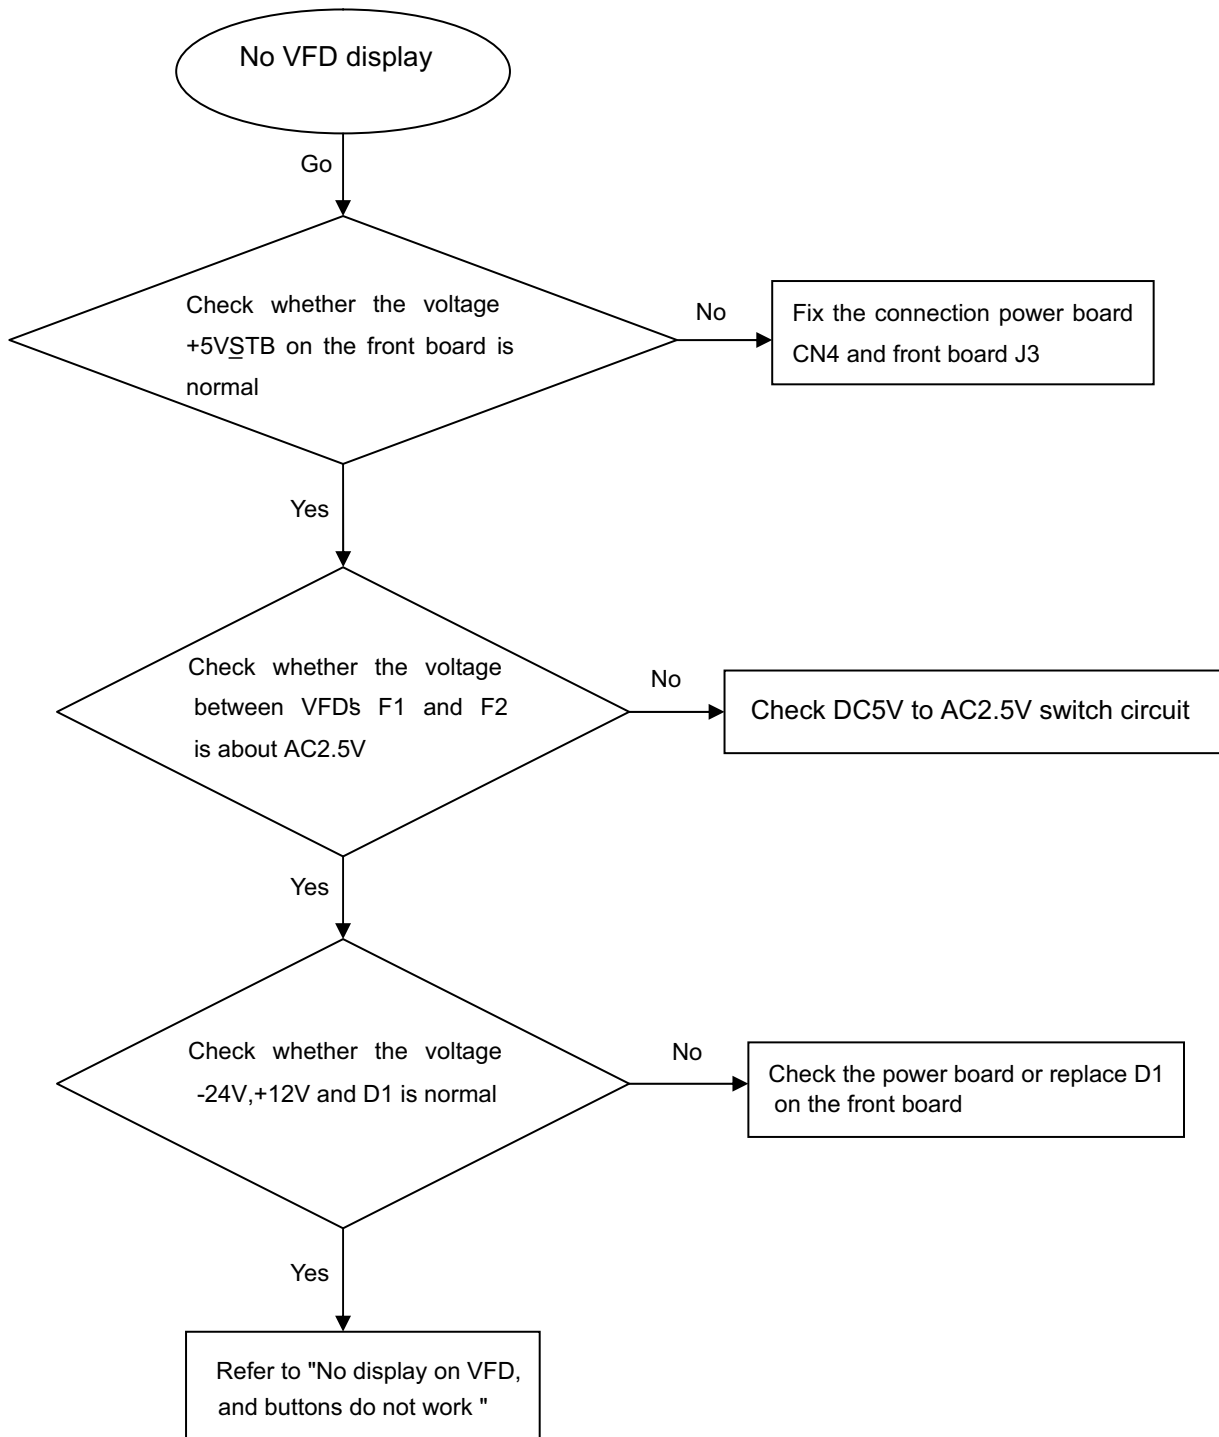 No VFD display
Go
Check whether the voltage
+5VSTB on the front board is
normal
No
Fix the connection power board
CN4 and front board J3
Yes
Check whether the voltage
between VFD's F1 and F2
is about AC2.5V
No
Check DC5V to AC2.5V switch circuit
Yes
Check whether the voltage
-24V,+12V and D1 is normal
No
Check the power board or replace D1
on the front board
Yes
Refer to "No display on VFD,
and buttons do not work "